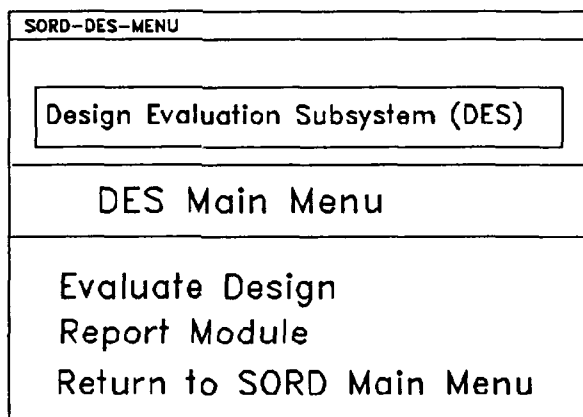 SORD-DES-MENU
Design Evaluation Subsystem (DES)
DES Main Menu
Evaluate Design
Report Module
Return to SORD Main Menu